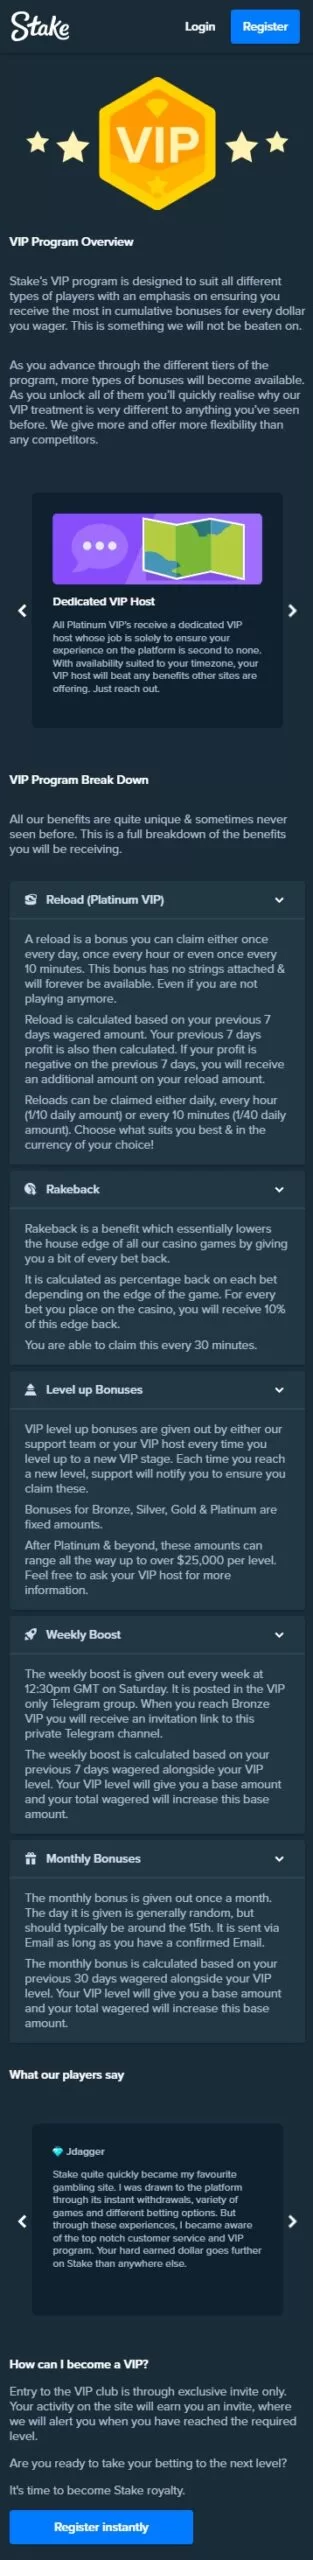 Stake
Login
Register
VIP
VIP Program Overview
Stake's VIP program is designed to suit all different
types of players with an emphasis on ensuring you
receive the most in cumulative bonuses for every dollar
you wager. This is something we will not be beaten on.
As you advance through the different tiers of the
program, more types of bonuses will become available.
As you unlock all of them you'll quickly realise why our
VIP treatment is very different to anything you've seen
before. We give more and offer more flexibility than
any competitors.
Dedicated VIP Host
All Platinum VIP's receive a dedicated VIP
host whose job is solely to ensure your
experience on the platform is second to none.
With availability suited to your timezone, your
VIP host will beat any benefits other sites are
offering. Just reach out.
VIP Program Break Down
All our benefits are quite unique & sometimes never
seen before. This is a full breakdown of the benefits
you will be receiving.
Reload (Platinum VIP)
A reload is a bonus you can claim either once
every day, once every hour or even once every
10 minutes. This bonus has no strings attached &
will forever be available. Even if you are not
playing anymore.
Reload is calculated based on your previous 7
days wagered amount. Your previous 7 days
profit is also then calculated. If your profit is
negative on the previous 7 days, you will receive
an additional amount on your reload amount.
Reloads can be claimed either daily, every hour
(1/10 daily amount) or every 10 minutes (1/40 daily
amount). Choose what suits you best & in the
currency of your choice!
Rakeback
Rakeback is a benefit which essentially lowers
the house edge of all our casino games by giving
you a bit of every bet back.
It is calculated as percentage back on each bet
depending on the edge of the game. For every
bet you place on the casino, you will receive 10%
of this edge back.
You are able to claim this every 30 minutes.
Level up Bonuses
VIP level up bonuses are given out by either our
support team or your VIP host every time you
level up to a new VIP stage. Each time you reach
a new level, support will notify you to ensure you
claim these.
Bonuses for Bronze, Silver, Gold & Platinum are
fixed amounts.
After Platinum & beyond, these amounts can
range all the way up to over $25,000 per level.
Feel free to ask your VIP host for more
information.
Weekly Boost
The weekly boost is given out every week at
12:30pm GMT on Saturday. It is posted in the VIP
only Telegram group. When you reach Bronze
VIP you will receive an invitation link to this
private Telegram channel.
The weekly boost is calculated based on your
previous 7 days wagered alongside your VIP
level. Your VIP level will give you a base amount
and your total wagered will increase this base
amount.
Monthly Bonuses
The monthly bonus is given out once a month.
The day it is given is generally random, but
should typically be around the 15th. It is sent via
Email as long as you have a confirmed Email.
The monthly bonus is calculated based on your
previous 30 days wagered alongside your VIP
level. Your VIP level will give you a base amount
and your total wagered will increase this base
amount.
What our players say
Jdagger
Stake quite quickly became my favourite
gambling site. I was drawn to the platform
through its instant withdrawals, variety of
games and different betting options. But
through these experiences, I became aware
of the top notch customer service and VIP
program. Your hard earned dollar goes further
on Stake than anywhere else.
How can I become a VIP?
Entry to the VIP club is through exclusive invite only.
Your activity on the site will earn you an invite, where
we will alert you when you have reached the required
level.
Are you ready to take your betting to the next level?
It's time to become Stake royalty.
Register instantly